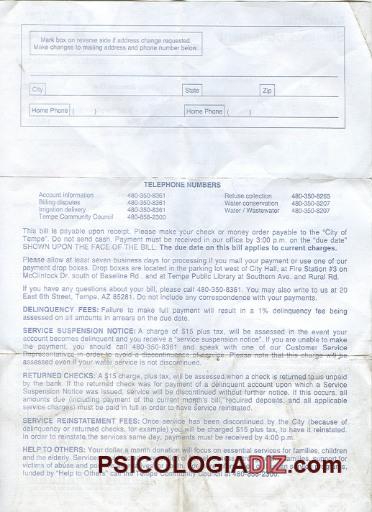 Mark box on reverse side if address change requested.
Make changes to mailing address and phone number below.
City
State
Zip
Home Phone ( )
Home Phone ( )
TELEPHONE NUMBERS
Account information 480-350-8361
Refuse collection 480-350-8265
Billing disputes 480-350-8361
Water conservation 480-350-8207
Irrigation delivery 480-350-8361
Water / Wastewater 480-350-8207
Tempe Community Council 480-858-2300
This bill is payable upon receipt. Please make your check or money order payable to the "City of
Tempe". Do not send cash. Payment must be received in our office by 3:00 p.m. on the "due date"
SHOWN UPON THE FACE OF THE BILL. The due date on this bill applies to current charges.
Please allow at least seven business days for processing if you mail your payment or use one of our
payment drop boxes. Drop boxes are located in the parking lot west of City Hall, at Fire Station #3 on
McClintock Dr. south of Baseline Rd. and at Tempe Public Library at Southern Ave. and Rural Rd.
If you have any questions about your bill, please call 480-350-8361. You may also write to us at 20
East 6th Street, Tempe, AZ 85281. Do not include any correspondence with your payments.
DELINQUENCY FEES: Failure to make full payment will result in a 1% delinquency fee being
assessed on all amounts in arrears on the due date.
SERVICE SUSPENSION NOTICE: A charge of $15 plus tax, will be assessed in the event your
account becomes delinquent and you receive a "service suspension notice". If you are unable to make
the payment, you should call 480-350-8361 and speak with one of our Customer Service
Representatives in order to avoid a discontinuance of service. Please note that this charge will be
assessed even if your water service is not discontinued.
RETURNED CHECKS: A $15 charge, plus tax, will be assessed when a check is returned to us unpaid
by the bank. If the returned check was for payment of a delinquent account upon which a Service
Suspension Notice was issued, service will be discontinued without further notice. If this occurs, all
amounts due (including payment of the current month's bill, required deposits, and all applicable
service charges) must be paid in full in order to have service reinstated.
SERVICE REINSTATEMENT FEES: Once service has been discontinued by the City (because of
delinquency or returned checks, for example) you will be charged $15 plus tax, to have it reinstated.
In order to reinstate the services same day, payments must be received by 4:00 p.m.
HELP TO OTHERS: Your dollar a month donation will focus on essential services for families, children
and the elderly. Services
victims of abuse and
funded by "Help to Others" call the Tempe Community Council at 480-858-2300.
PSICOLOGIADIZ.com